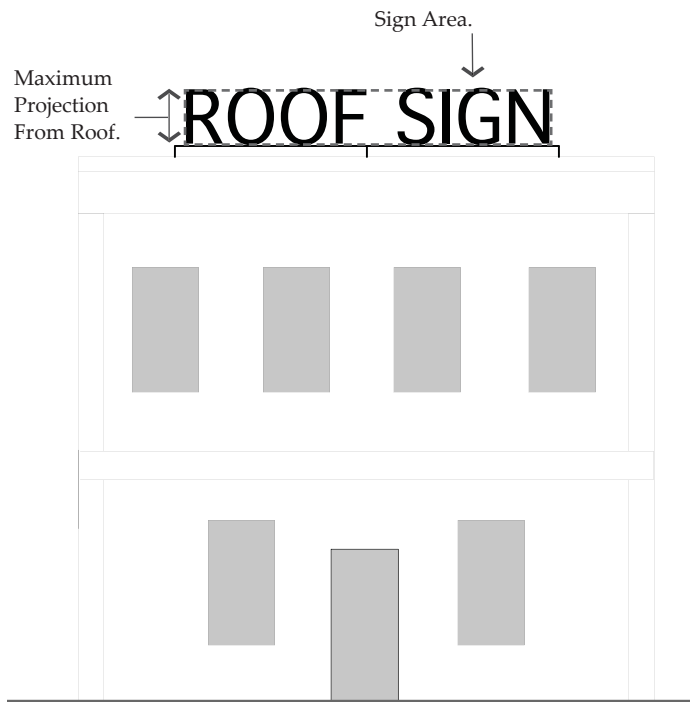 Sign Area.
Maximum
Projection
From Roof.
ROOF SIGN